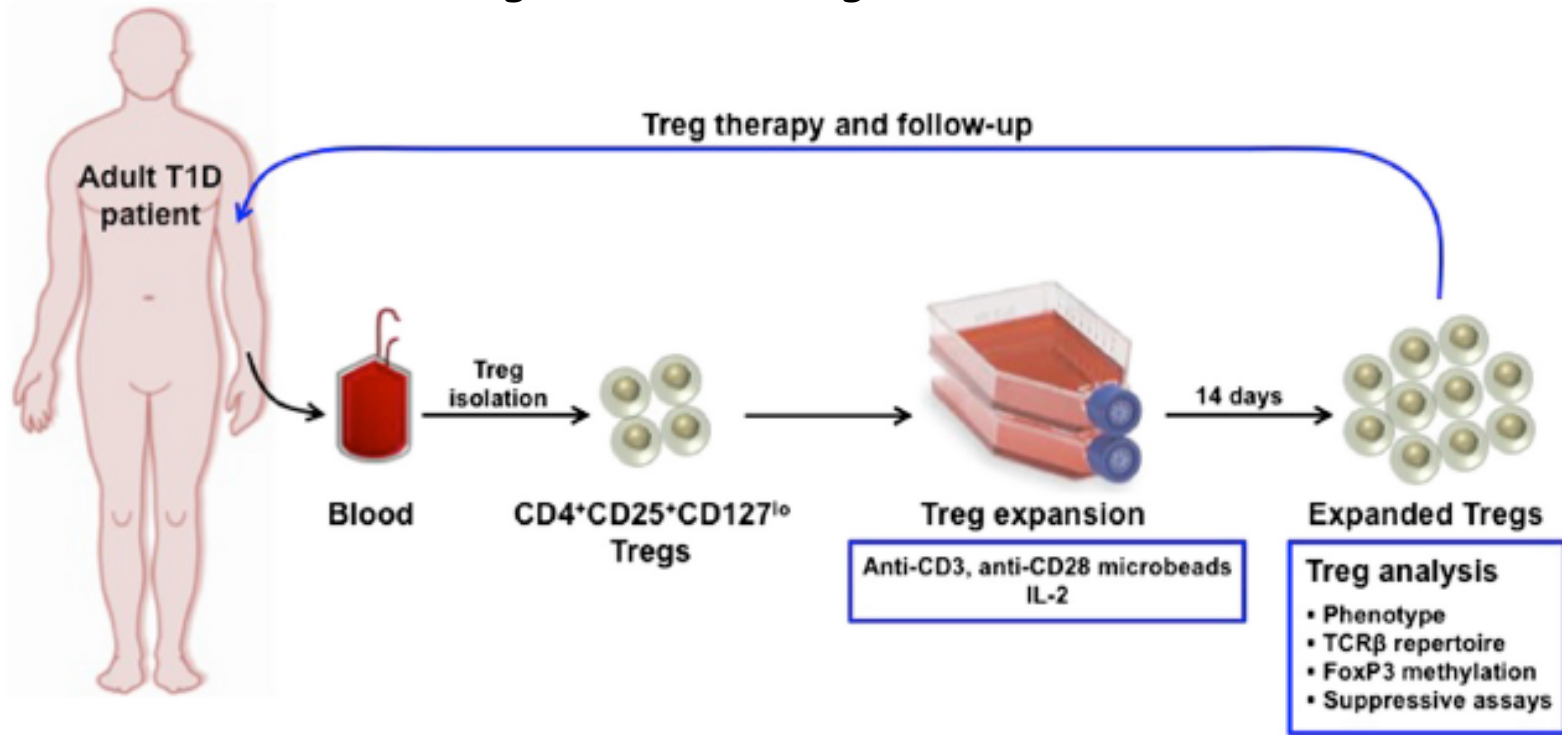 Treg therapy and follow-up
Adult T1D
patient
Treg
isolation
14 days
Blood
CD4⁺CD25⁺CD127ˡᵒ
Tregs
Treg expansion
Expanded Tregs
Anti-CD3, anti-CD28 microbeads
IL-2
Treg analysis
▪ Phenotype
▪ TCRβ repertoire
▪ FoxP3 methylation
▪ Suppressive assays